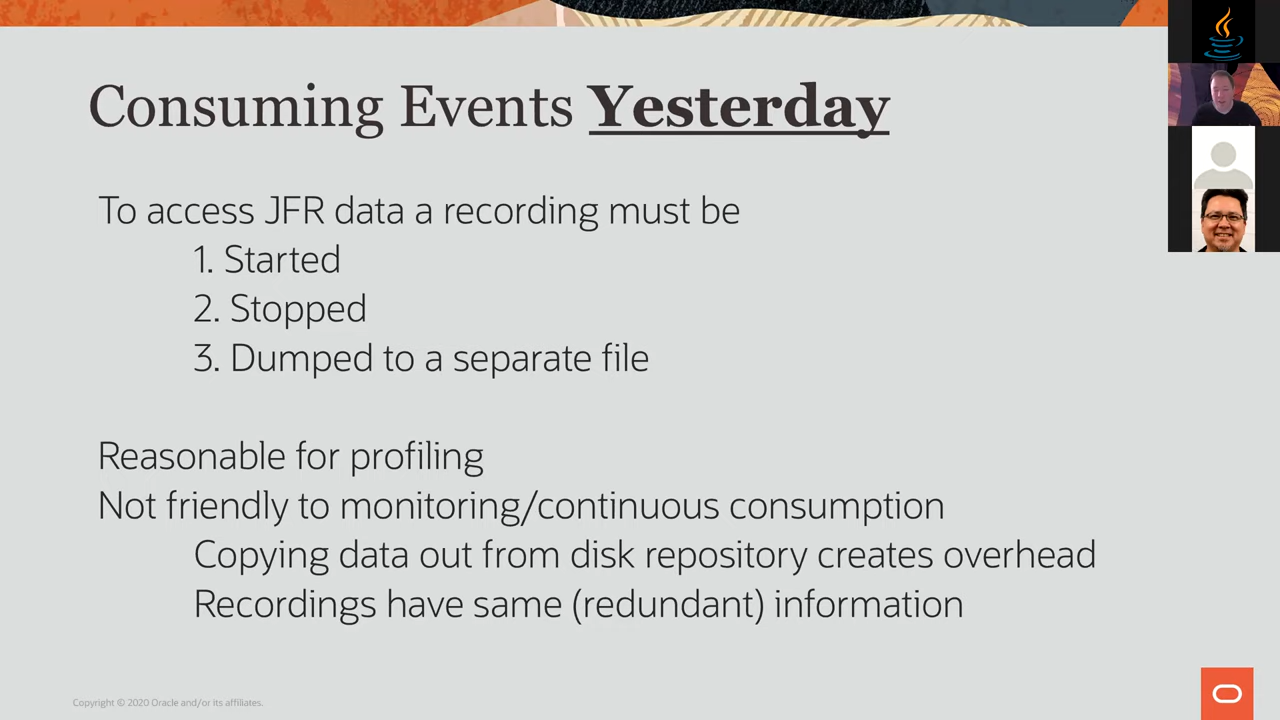 Consuming Events Yesterday
To access JFR data a recording must be
1. Started
2. Stopped
3. Dumped to a separate file
Reasonable for profiling
Not friendly to monitoring/continuous consumption
Copying data out from disk repository creates overhead
Recordings have same (redundant) information
Copyright © 2020 Oracle and/or its affiliates.